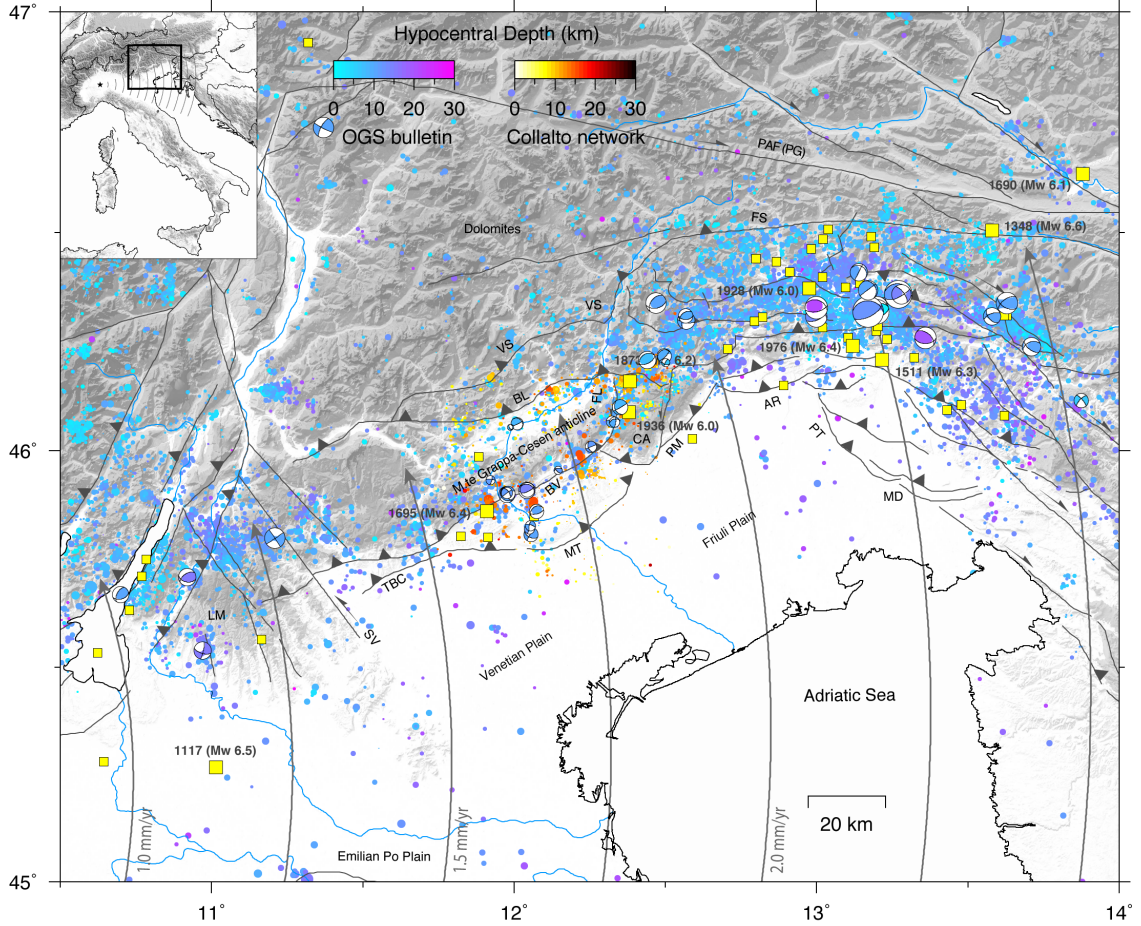 47°
Hypocentral Depth (km)
0 10 20 30
0 10 20 30
OGS bulletin
Collalto network
PAF (PG)
1690 (Mw 6.1)
FS
1348 (Mw 6.6)
Dolomites
1928 (Mw 6.0)
VS
VS
1976 (Mw 6.4)
6.2)
1511 (Mw 6.3)
BL
FL
AR
M.te Grappa-Cesen anticline
1936 (Mw 6.0)
CA
PM
PT
46°
BV
MD
1695 (Mw 6.4)
Friuli Plain
MT
TBC
LM
SV
Venetian Plain
Adriatic Sea
1117 (Mw 6.5)
20 km
1.0 mm/yr
1.5 mm/yr
2.0 mm/yr
Emilian Po Plain
45°
11°
12°
13°
14°